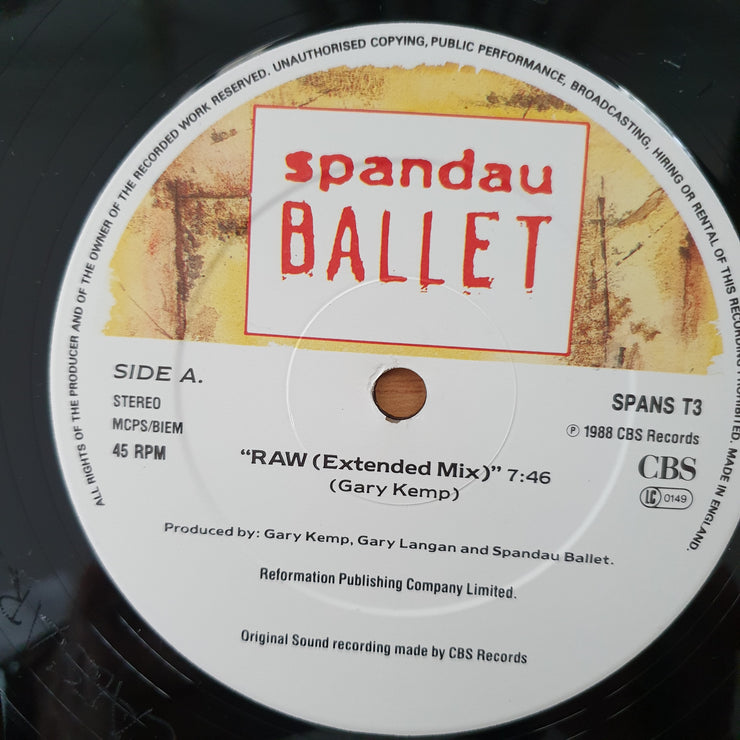 ALL RIGHTS OF THE PRODUCER AND OF THE OWNER OF THE RECORDED WORK RESERVED. UNAUTHORISED COPYING, PUBLIC PERFORMANCE, BROADCASTING, HIRING OR RENTAL OF THIS RECORDING PROHIBITED. MADE IN ENGLAND.
spandau
BALLET
SIDE A.
STEREO
MCPS/BIEM
45 RPM
SPANS T3
℗ 1988 CBS Records
CBS
LC 0149
“RAW (Extended Mix)” 7:46
(Gary Kemp)
Produced by: Gary Kemp, Gary Langan and Spandau Ballet.
Reformation Publishing Company Limited.
Original Sound recording made by CBS Records